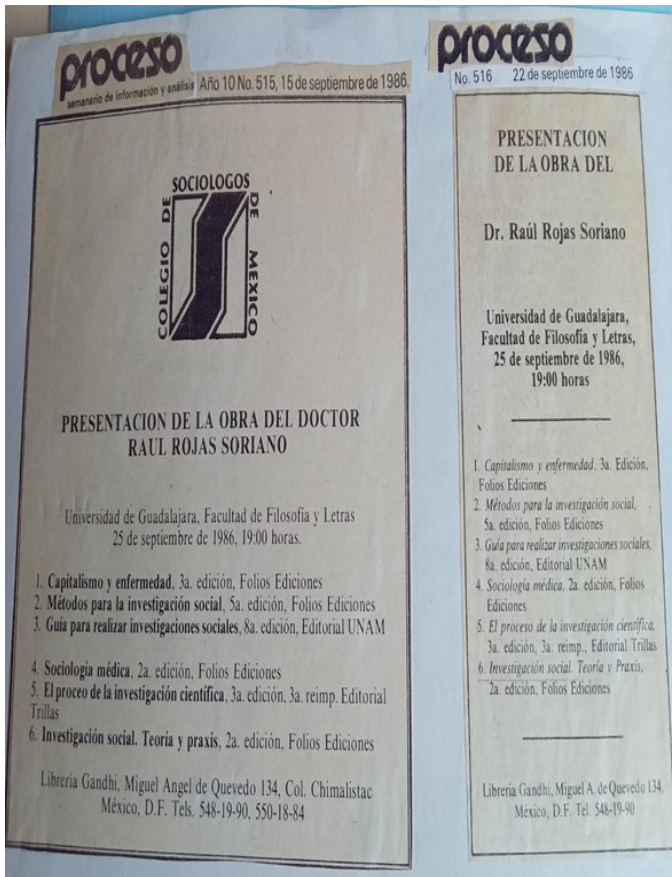 proceso
semanario de información y análisis
Año 10 No. 515, 15 de septiembre de 1986.
COLEGIO DE
SOCIOLOGOS
DE MEXICO
PRESENTACION DE LA OBRA DEL DOCTOR
RAUL ROJAS SORIANO
Universidad de Guadalajara, Facultad de Filosofía y Letras
25 de septiembre de 1986, 19:00 horas.
1. Capitalismo y enfermedad, 3a. edición, Folios Ediciones
2. Métodos para la investigación social, 5a. edición, Folios Ediciones
3. Guía para realizar investigaciones sociales, 8a. edición, Editorial UNAM
4. Sociología médica, 2a. edición, Folios Ediciones
5. El proceo de la investigación científica, 3a. edición, 3a. reimp. Editorial
Trillas
6. Investigación social. Teoría y praxis, 2a. edición, Folios Ediciones
Librería Gandhi, Miguel Angel de Quevedo 134, Col. Chimalistac
México, D.F. Tels. 548-19-90, 550-18-84
proceso
No. 516 22 de septiembre de 1986
PRESENTACION
DE LA OBRA DEL
Dr. Raúl Rojas Soriano
Universidad de Guadalajara,
Facultad de Filosofía y Letras,
25 de septiembre de 1986,
19:00 horas
1. Capitalismo y enfermedad, 3a. Edición,
Folios Ediciones
2. Métodos para la investigación social,
5a. edición, Folios Ediciones
3. Guía para realizar investigaciones sociales,
8a. edición, Editorial UNAM
4. Sociología médica, 2a. edición, Folios
Ediciones
5. El proceso de la investigación científica,
3a. edición, 3a. reimp., Editorial Trillas
6. Investigación social. Teoría y Praxis,
2a. edición, Folios Ediciones
Librería Gandhi, Miguel A. de Quevedo 134,
México, D.F. Tel. 548-19-90